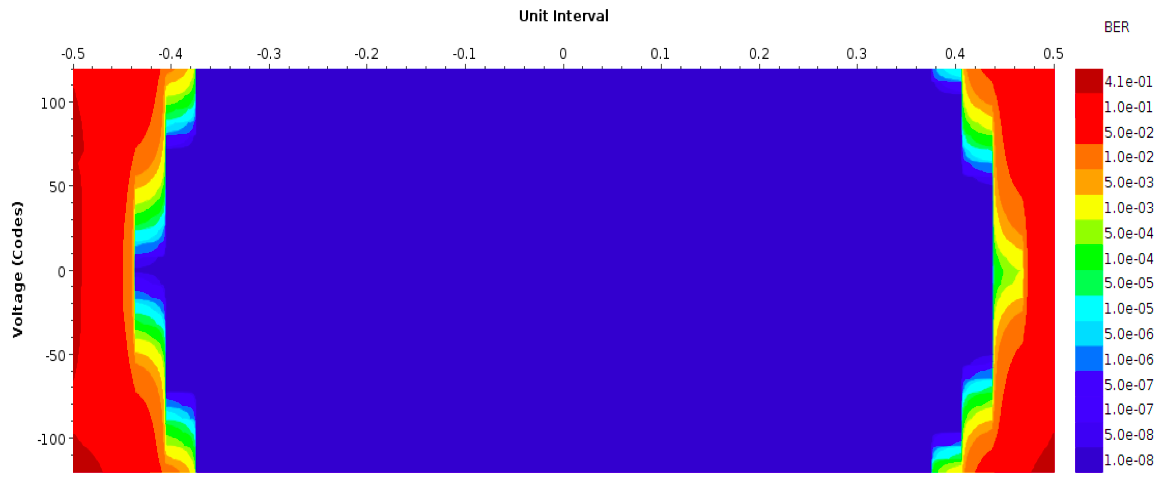 Unit Interval
BER
-0.5 -0.4 -0.3 -0.2 -0.1 0 0.1 0.2 0.3 0.4 0.5
Voltage (Codes)
100
50
0
-50
-100
4.1e-01
1.0e-01
5.0e-02
1.0e-02
5.0e-03
1.0e-03
5.0e-04
1.0e-04
5.0e-05
1.0e-05
5.0e-06
1.0e-06
5.0e-07
1.0e-07
5.0e-08
1.0e-08